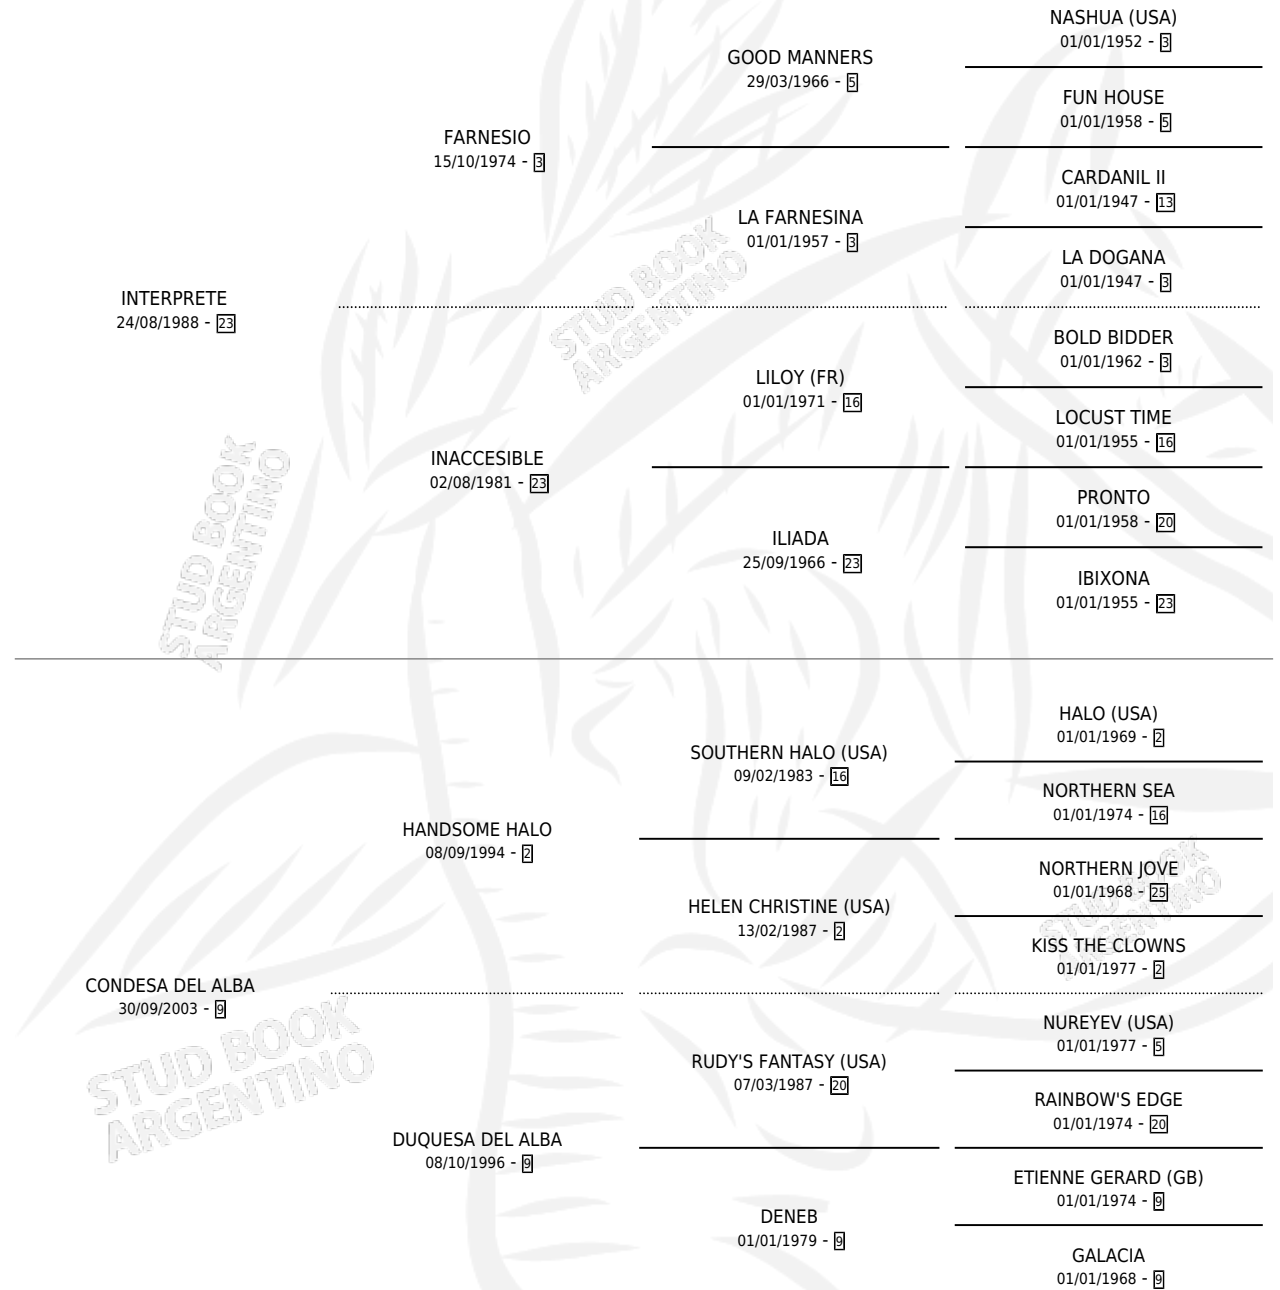 NASHUA (USA)
01/01/1952 - 3
GOOD MANNERS
29/03/1966 - 5
FUN HOUSE
01/01/1958 - 5
FARNESIO
15/10/1974 - 3
CARDANIL II
01/01/1947 - 13
LA FARNESINA
01/01/1957 - 3
LA DOGANA
01/01/1947 - 3
INTERPRETE
24/08/1988 - 23
STUD BOOK
ARGENTINO
BOLD BIDDER
01/01/1962 - 3
LILOY (FR)
01/01/1971 - 16
LOCUST TIME
01/01/1955 - 16
INACCESIBLE
02/08/1981 - 23
PRONTO
01/01/1958 - 20
ILIADA
25/09/1966 - 23
IBIXONA
01/01/1955 - 23
STUD BOOK
ARGENTINO
HALO (USA)
01/01/1969 - 2
SOUTHERN HALO (USA)
09/02/1983 - 16
NORTHERN SEA
01/01/1974 - 16
HANDSOME HALO
08/09/1994 - 2
NORTHERN JOVE
01/01/1968 - 25
HELEN CHRISTINE (USA)
13/02/1987 - 2
STUD BOOK
ARGENTINO
KISS THE CLOWNS
01/01/1977 - 2
CONDESA DEL ALBA
30/09/2003 - 9
STUD BOOK
ARGENTINO
NUREYEV (USA)
01/01/1977 - 5
RUDY'S FANTASY (USA)
07/03/1987 - 20
RAINBOW'S EDGE
01/01/1974 - 20
DUQUESA DEL ALBA
08/10/1996 - 9
ETIENNE GERARD (GB)
01/01/1974 - 9
DENEB
01/01/1979 - 9
GALACIA
01/01/1968 - 9